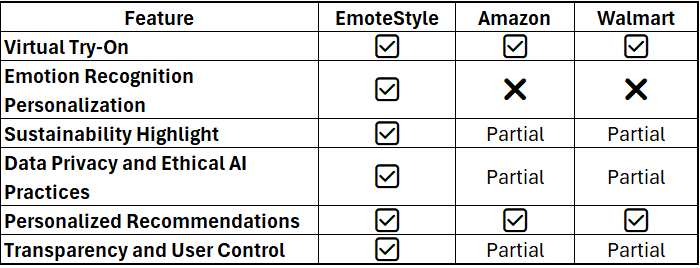 Feature EmoteStyle Amazon Walmart
Virtual Try-On ☑ ☑ ☑
Emotion Recognition
Personalization ☑ ❌ ❌
Sustainability Highlight ☑ Partial Partial
Data Privacy and Ethical AI
Practices ☑ Partial Partial
Personalized Recommendations ☑ ☑ ☑
Transparency and User Control ☑ Partial Partial